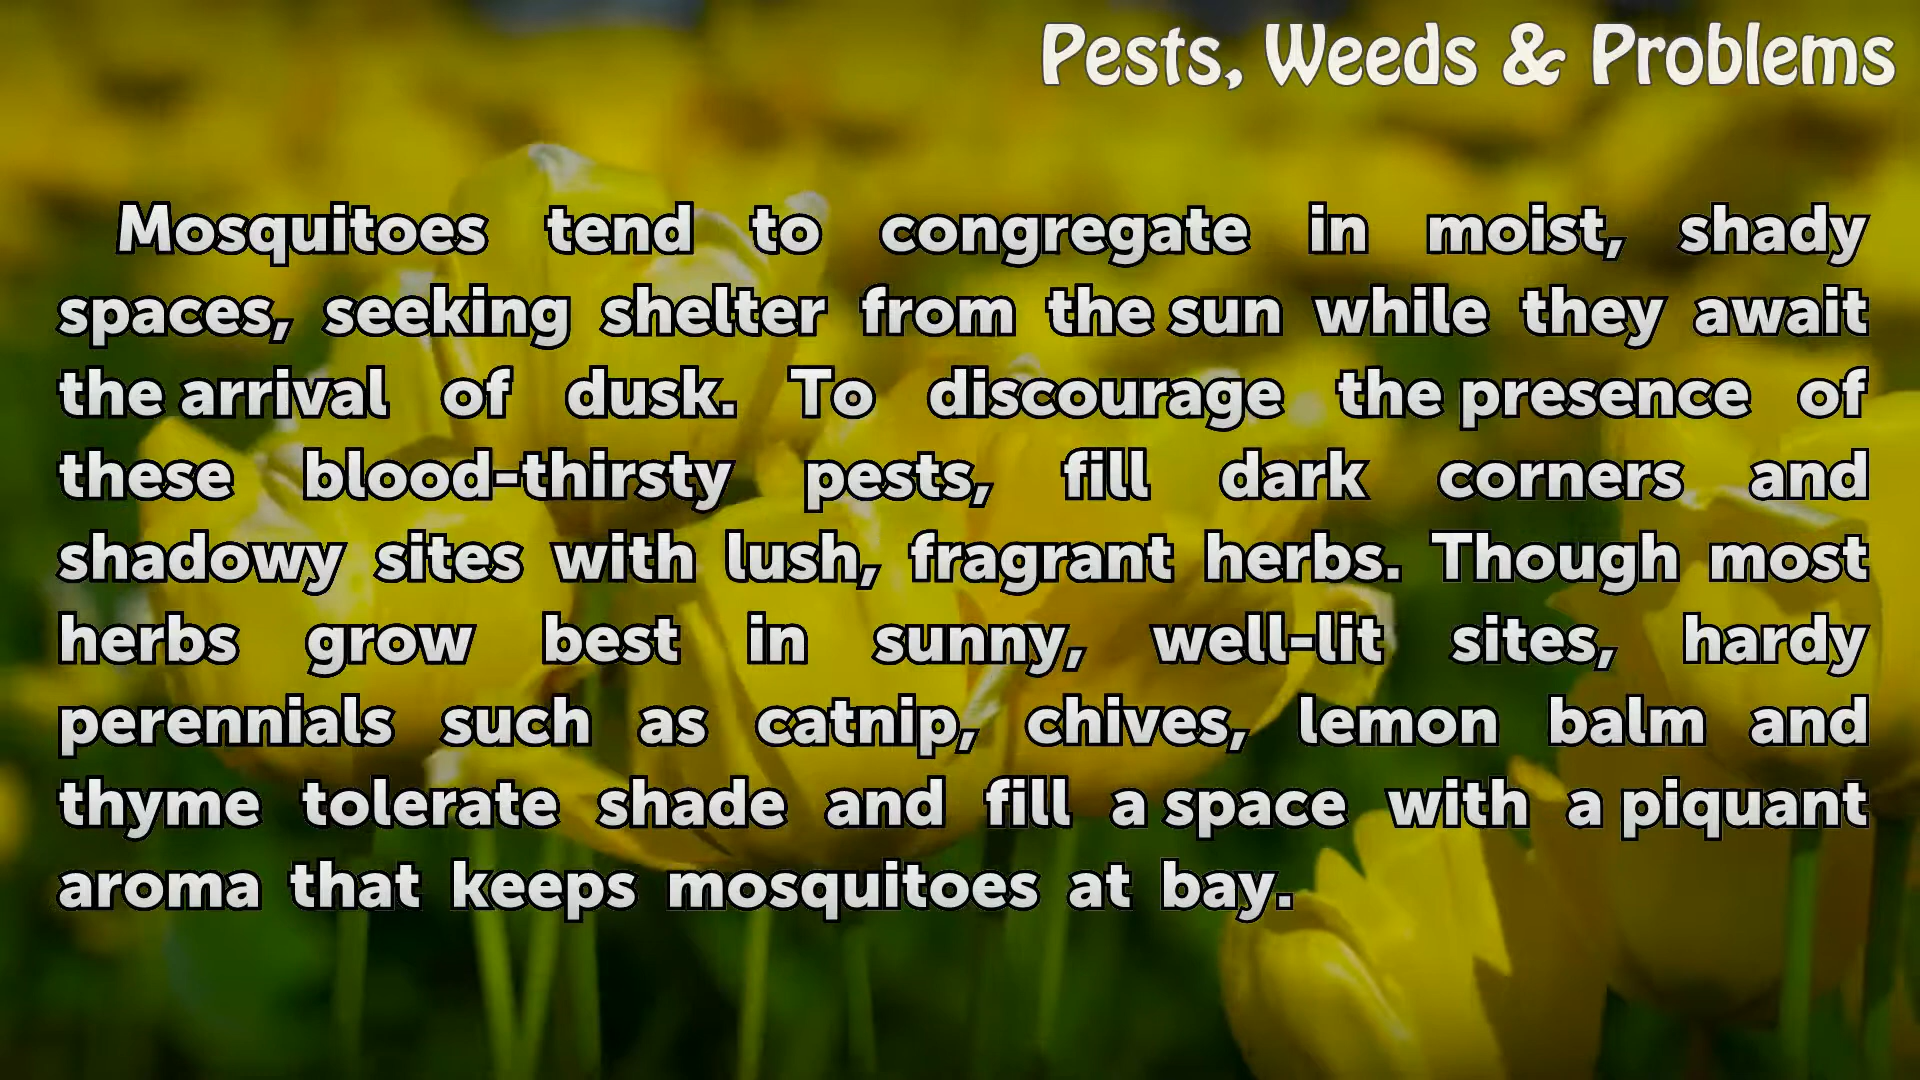 Pests, Weeds & Problems
Mosquitoes tend to congregate in moist, shady
spaces, seeking shelter from the sun while they await
the arrival of dusk. To discourage the presence of
these blood-thirsty pests, fill dark corners and
shadowy sites with lush, fragrant herbs. Though most
herbs grow best in sunny, well-lit sites, hardy
perennials such as catnip, chives, lemon balm and
thyme tolerate shade and fill a space with a piquant
aroma that keeps mosquitoes at bay.